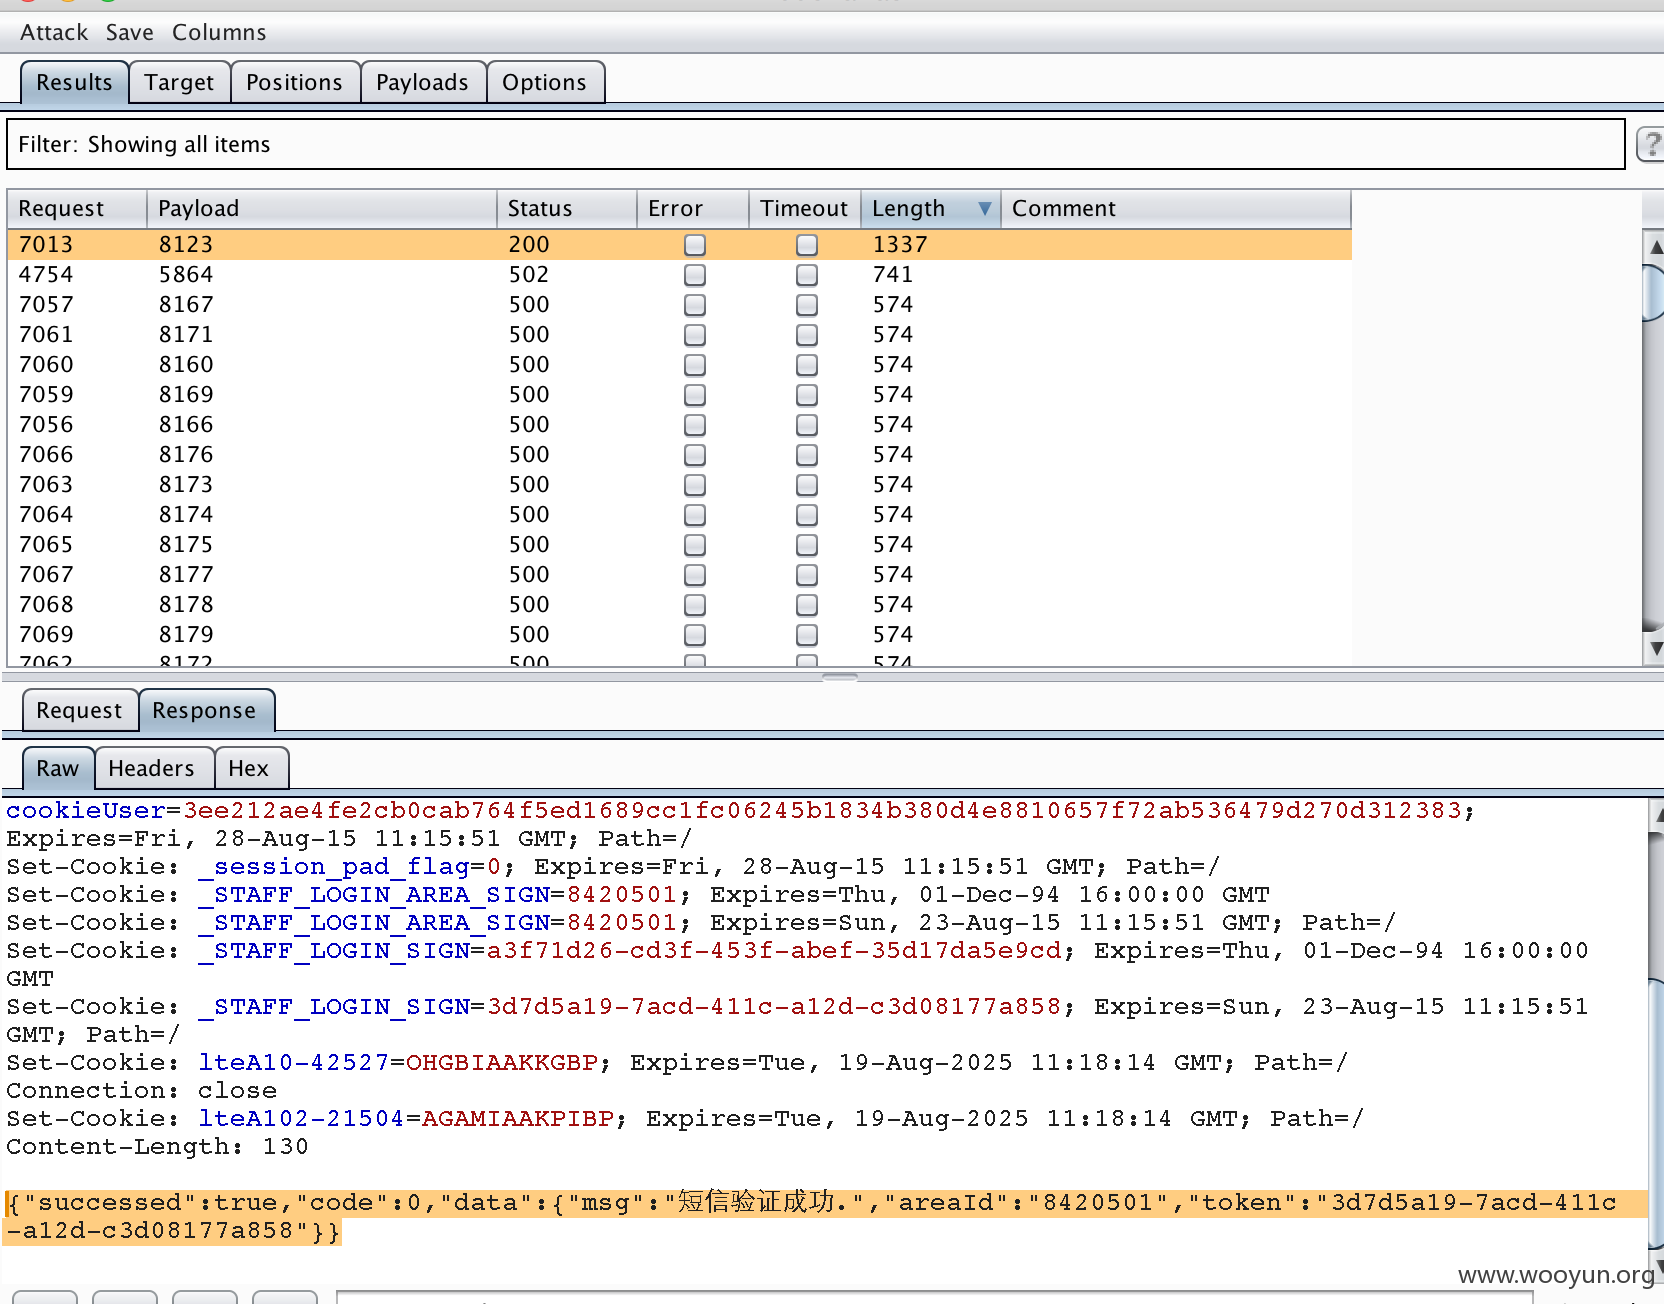 Attack Save Columns
Results Target Positions Payloads Options
Filter: Showing all items
?
Request Payload Status Error Timeout Length Comment
7013 8123 200 1337
4754 5864 502 741
7057 8167 500 574
7061 8171 500 574
7060 8160 500 574
7059 8169 500 574
7056 8166 500 574
7066 8176 500 574
7063 8173 500 574
7064 8174 500 574
7065 8175 500 574
7067 8177 500 574
7068 8178 500 574
7069 8179 500 574
7062 8172 500 574
Request Response
Raw Headers Hex
cookieUser=3ee212ae4fe2cb0cab764f5ed1689cc1fc06245b1834b380d4e8810657f72ab536479d270d312383;
Expires=Fri, 28-Aug-15 11:15:51 GMT; Path=/
Set-Cookie: _session_pad_flag=0; Expires=Fri, 28-Aug-15 11:15:51 GMT; Path=/
Set-Cookie: _STAFF_LOGIN_AREA_SIGN=8420501; Expires=Thu, 01-Dec-94 16:00:00 GMT
Set-Cookie: _STAFF_LOGIN_AREA_SIGN=8420501; Expires=Sun, 23-Aug-15 11:15:51 GMT; Path=/
Set-Cookie: _STAFF_LOGIN_SIGN=a3f71d26-cd3f-453f-abef-35d17da5e9cd; Expires=Thu, 01-Dec-94 16:00:00
GMT
Set-Cookie: _STAFF_LOGIN_SIGN=3d7d5a19-7acd-411c-a12d-c3d08177a858; Expires=Sun, 23-Aug-15 11:15:51
GMT; Path=/
Set-Cookie: lteA10-42527=OHGBIAAKKGBP; Expires=Tue, 19-Aug-2025 11:18:14 GMT; Path=/
Connection: close
Set-Cookie: lteA102-21504=AGAMIAAKPIBP; Expires=Tue, 19-Aug-2025 11:18:14 GMT; Path=/
Content-Length: 130
{"successed":true,"code":0,"data":{"msg":"短信验证成功.","areaId":"8420501","token":"3d7d5a19-7acd-411c
-a12d-c3d08177a858"}}
www.wooyun.org